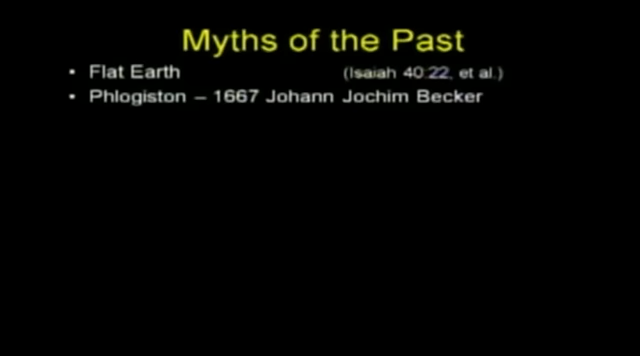 Myths of the Past
• Flat Earth (Isaiah 40:22, et al.)
• Phlogiston – 1667 Johann Jochim Becker